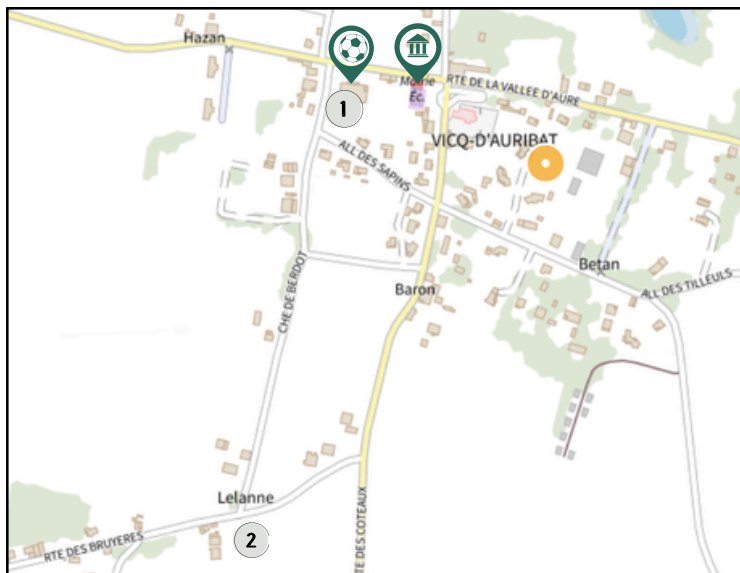 Hazan
Mairie
Éc.
RTE DE LA VALLEE D'AURE
1
VICQ-D'AURIBAT
ALL DES SAPINS
Betan
CHE DE BERDOT
Baron
ALL DES TILLEULS
Lelanne
RTE DES BRUYERES
2
TE DES COTEAUX